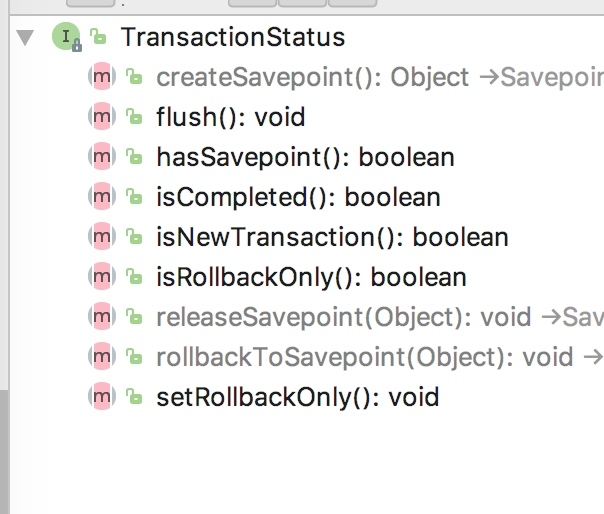 TransactionStatus
createSavepoint(): Object →Savepoin
flush(): void
hasSavepoint(): boolean
isCompleted(): boolean
isNewTransaction(): boolean
isRollbackOnly(): boolean
releaseSavepoint(Object): void →Sav
rollbackToSavepoint(Object): void →
setRollbackOnly(): void